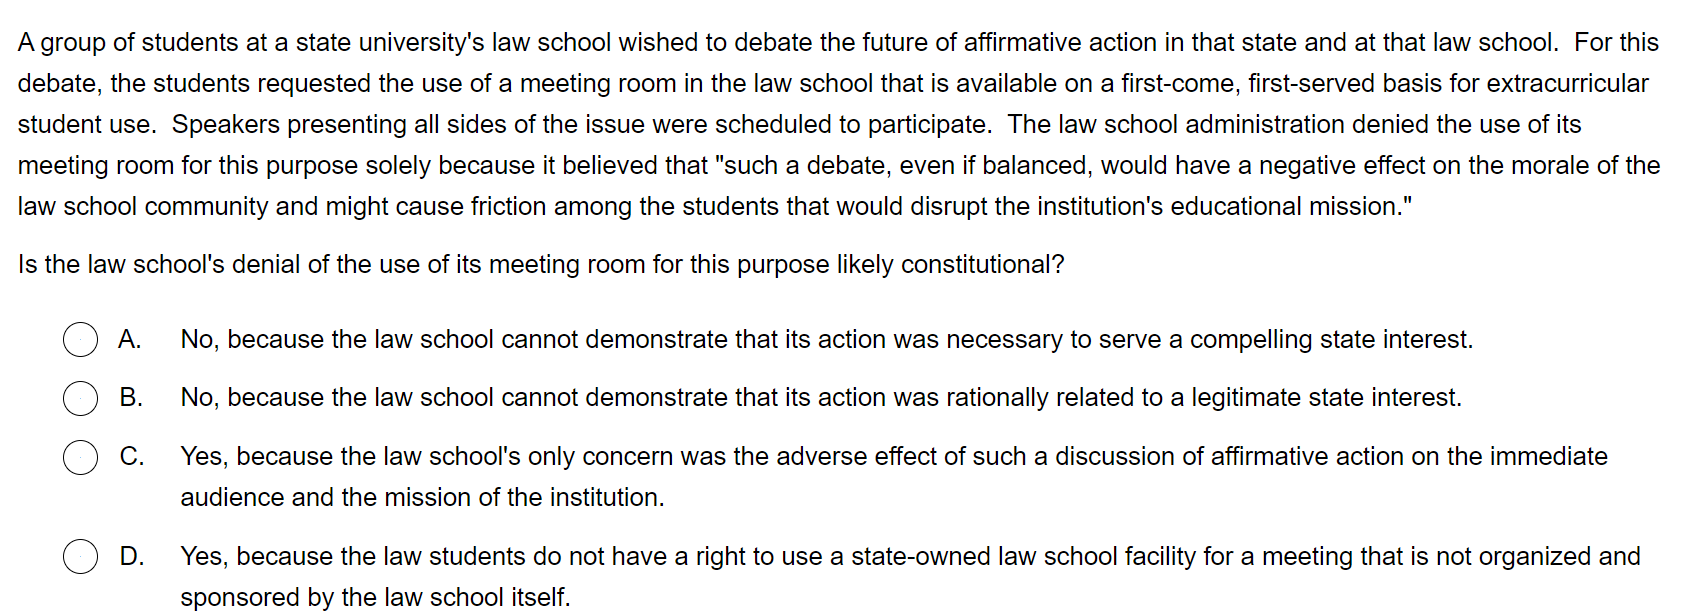 A group of students at a state university's law school wished to debate the future of affirmative action in that state and at that law school.  For this
debate, the students requested the use of a meeting room in the law school that is available on a first-come, first-served basis for extracurricular
student use.  Speakers presenting all sides of the issue were scheduled to participate.  The law school administration denied the use of its
meeting room for this purpose solely because it believed that "such a debate, even if balanced, would have a negative effect on the morale of the
law school community and might cause friction among the students that would disrupt the institution's educational mission."
Is the law school's denial of the use of its meeting room for this purpose likely constitutional?
A. No, because the law school cannot demonstrate that its action was necessary to serve a compelling state interest.
B. No, because the law school cannot demonstrate that its action was rationally related to a legitimate state interest.
C. Yes, because the law school's only concern was the adverse effect of such a discussion of affirmative action on the immediate
audience and the mission of the institution.
D. Yes, because the law students do not have a right to use a state-owned law school facility for a meeting that is not organized and
sponsored by the law school itself.